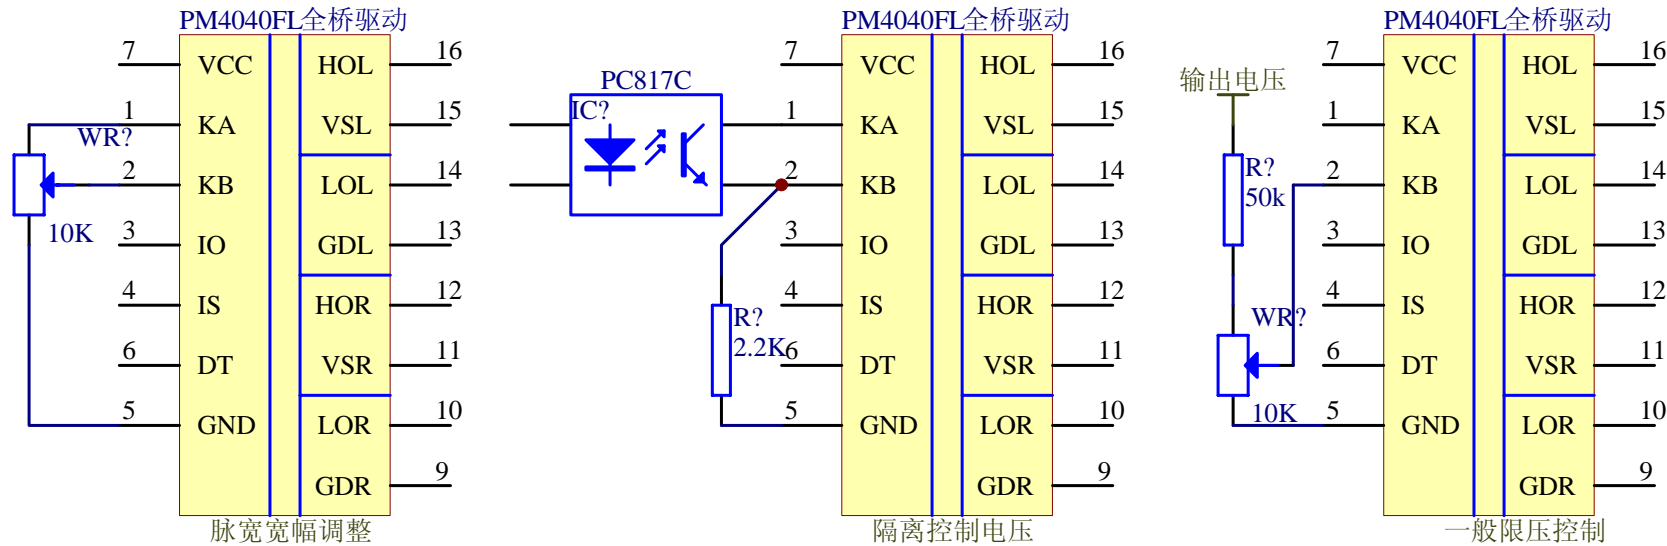 PM4040FL全桥驱动
7 VCC HOL 16
1 KA VSL 15
WR?
2 KB LOL 14
10K
3 IO GDL 13
4 IS HOR 12
6 DT VSR 11
5 GND LOR 10
GDR 9
脉宽宽幅调整
PM4040FL全桥驱动
PC817C
IC?
7 VCC HOL 16
1 KA VSL 15
2 KB LOL 14
3 IO GDL 13
4 IS HOR 12
R?
2.2K
6 DT VSR 11
5 GND LOR 10
GDR 9
隔离控制电压
PM4040FL全桥驱动
输出电压
7 VCC HOL 16
1 KA VSL 15
R?
50k
2 KB LOL 14
3 IO GDL 13
4 IS HOR 12
WR?
6 DT VSR 11
10K
5 GND LOR 10
GDR 9
一般限压控制